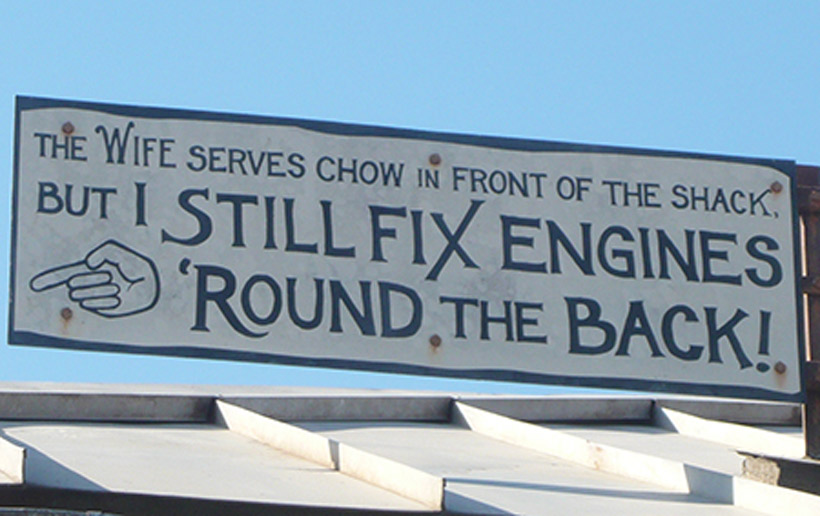 THE WIFE SERVES CHOW IN FRONT OF THE SHACK,
BUT I STILL FIX ENGINES
'ROUND THE BACK!